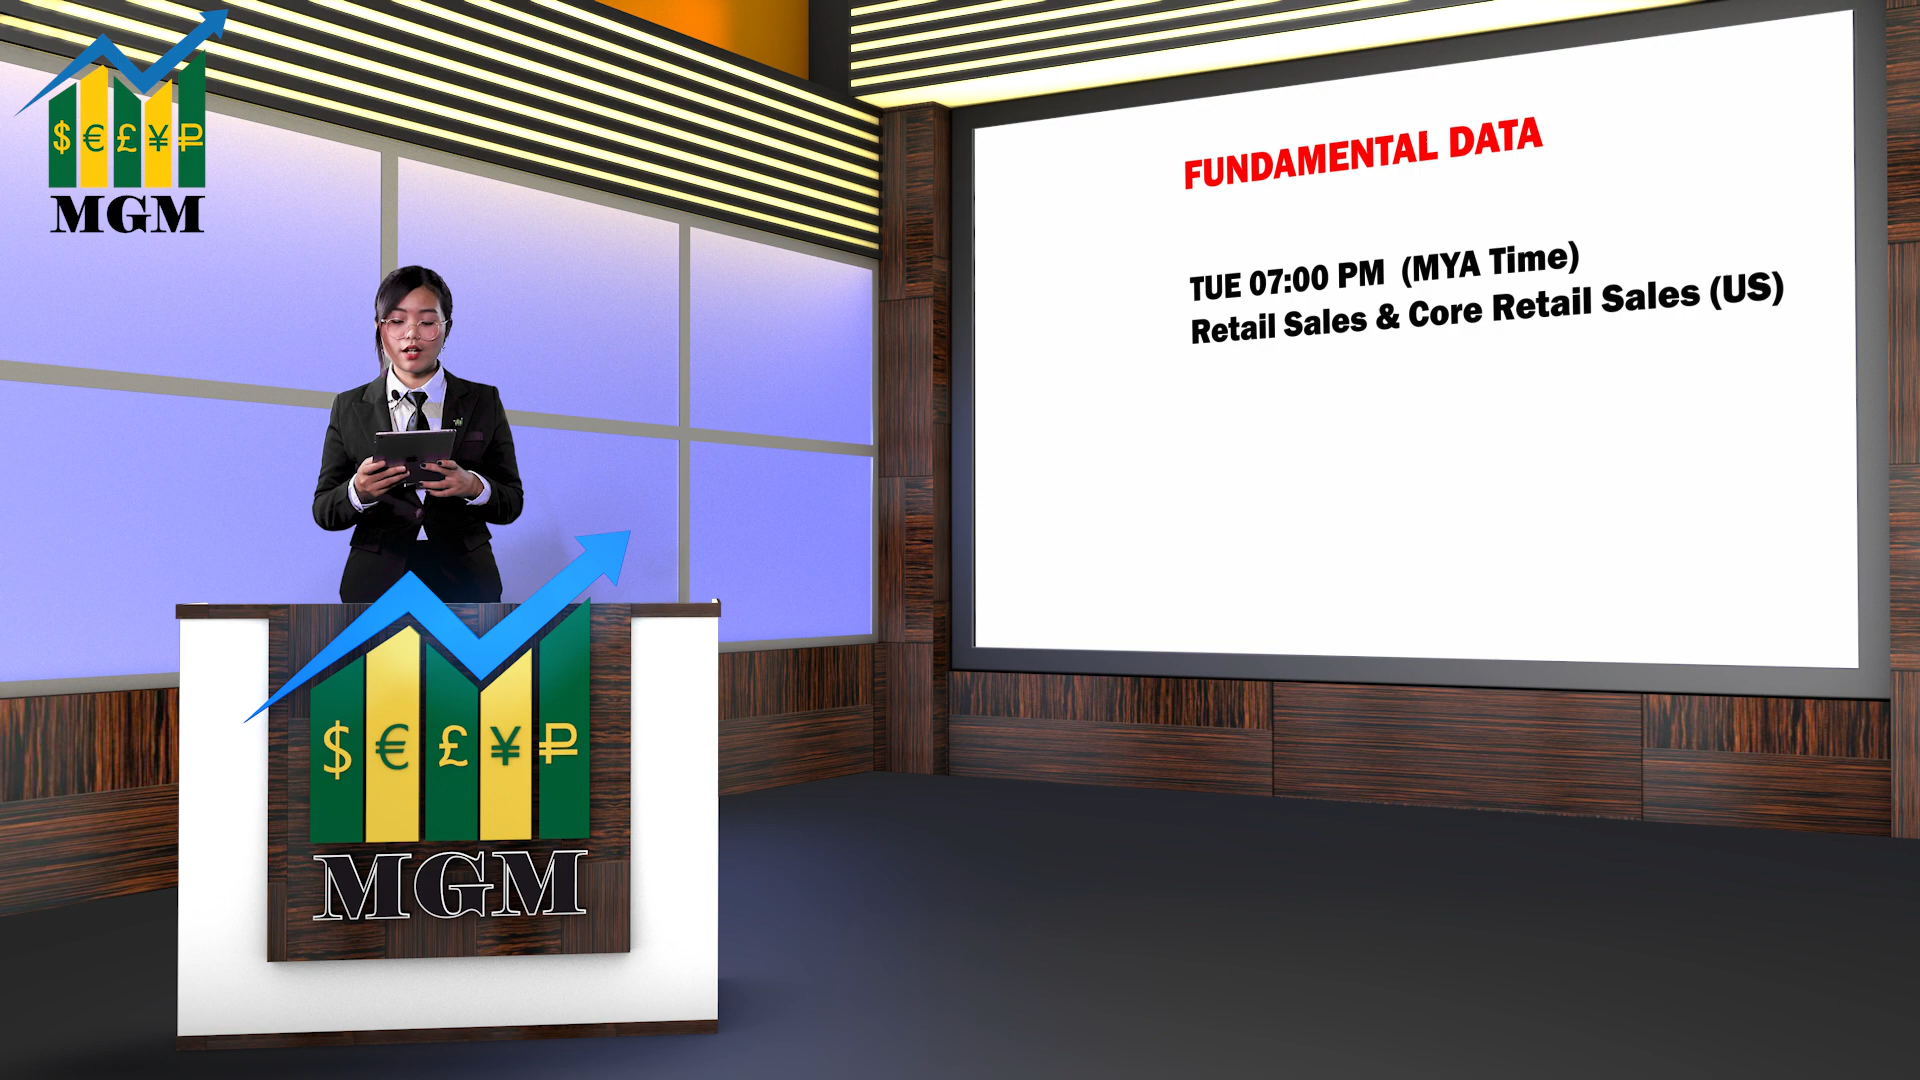 $ € £ ¥ ₽
MGM
FUNDAMENTAL DATA
TUE 07:00 PM (MYA Time)
Retail Sales & Core Retail Sales (US)
$ € £ ¥ ₽
MGM